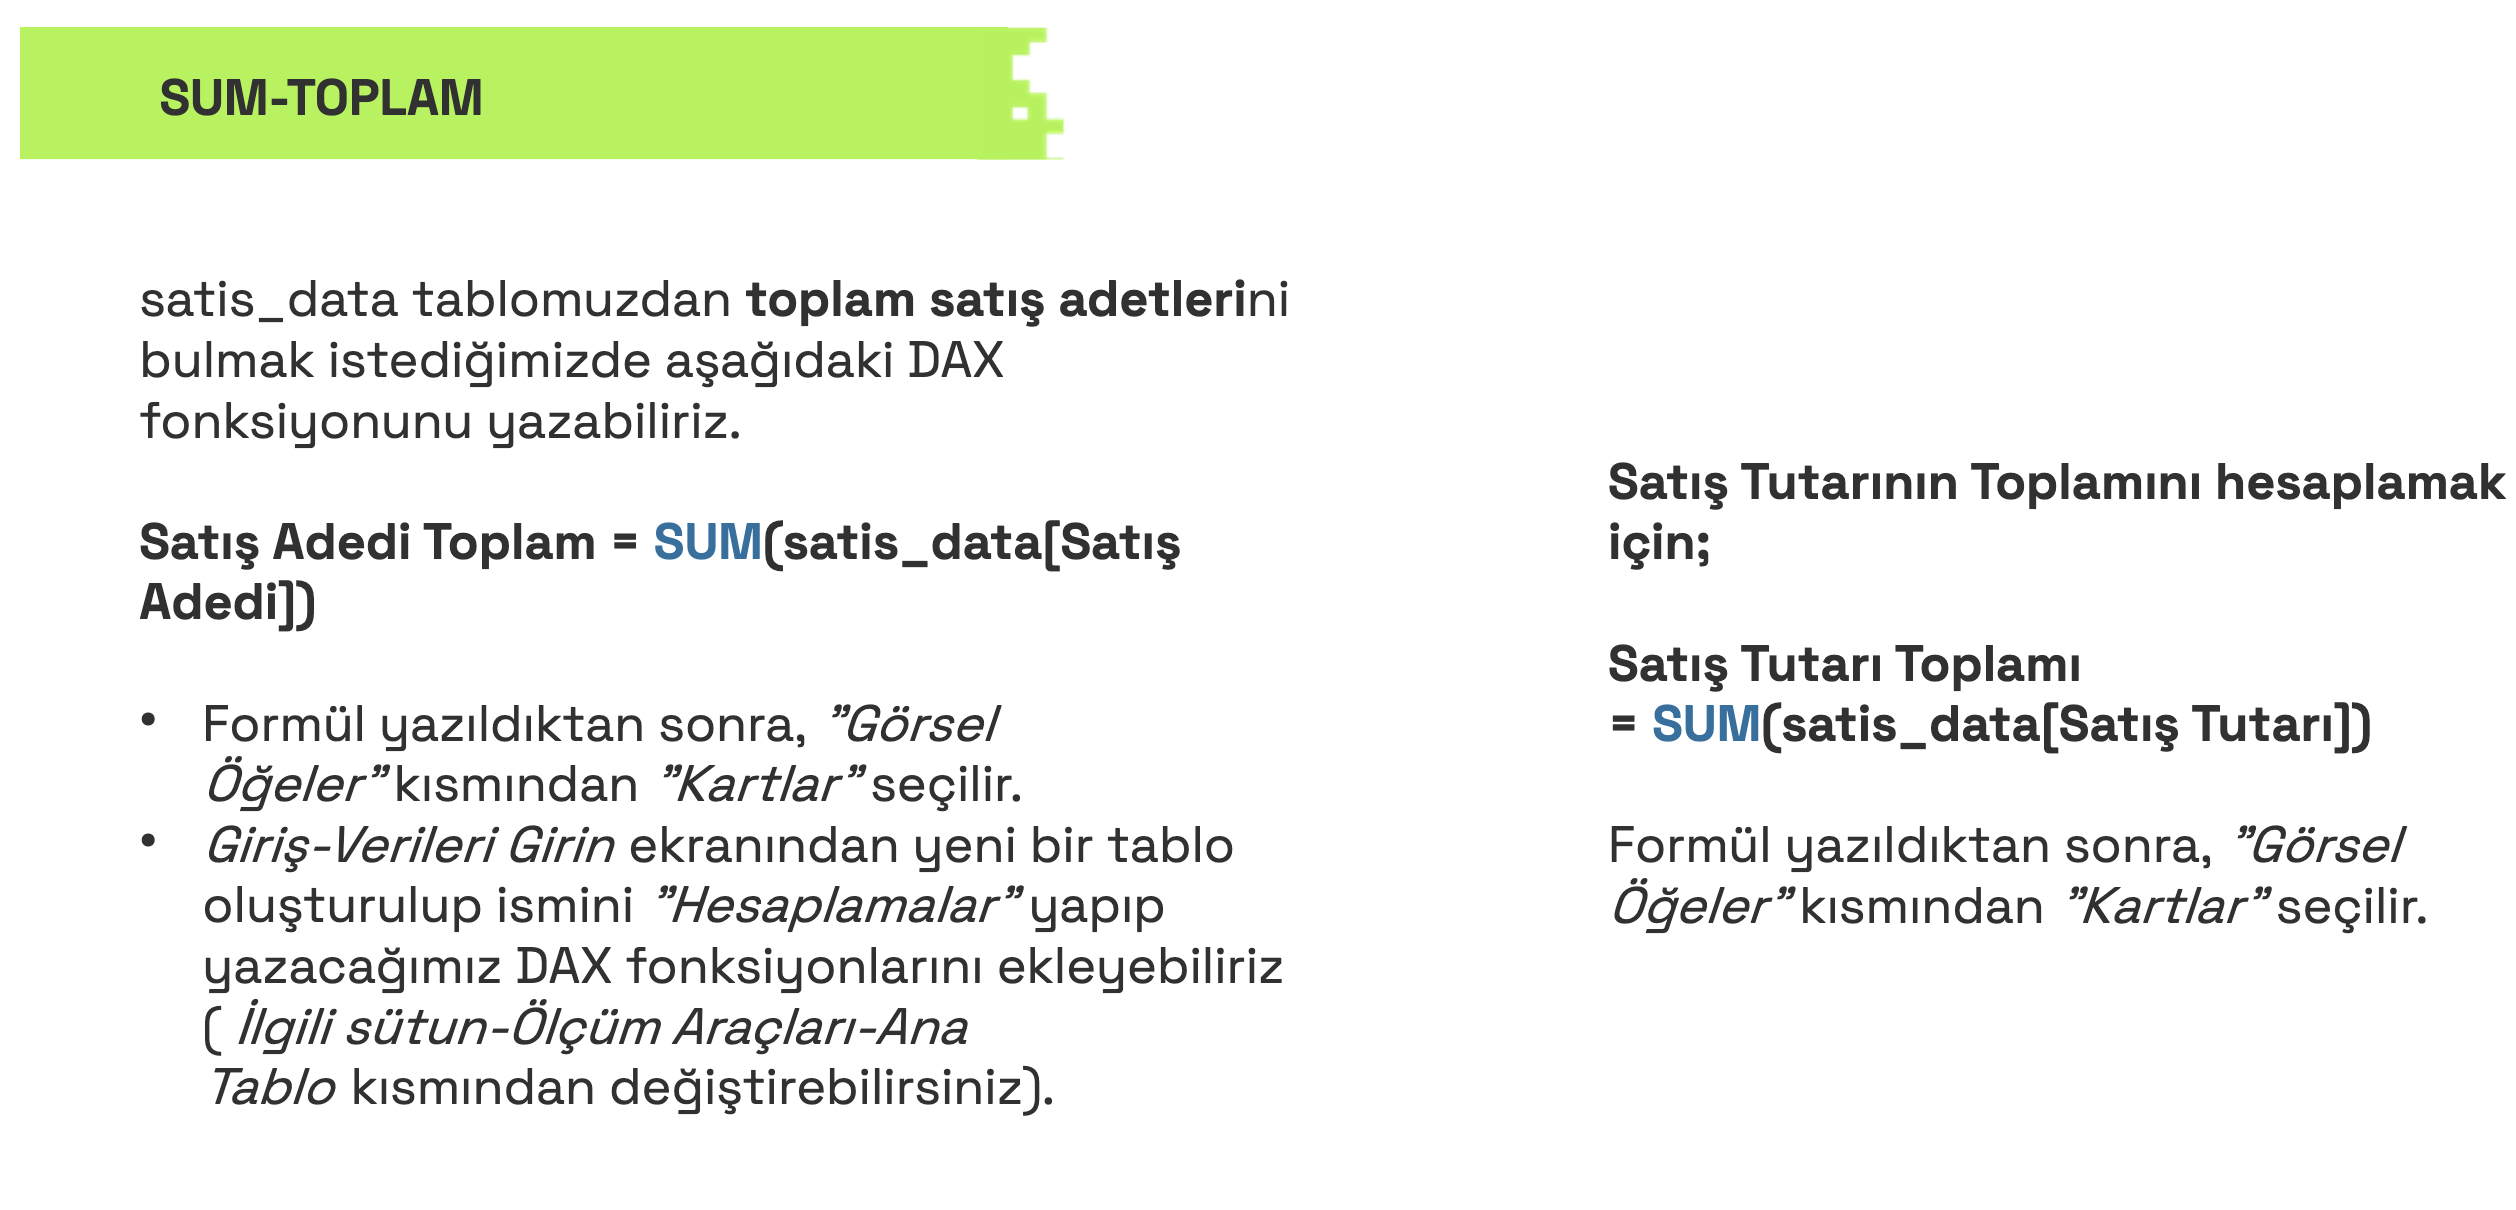 SUM-TOPLAM
satis_data tablomuzdan toplam satış adetlerini
bulmak istediğimizde aşağıdaki DAX
fonksiyonunu yazabiliriz.
Satış Adedi Toplam = SUM(satis_data[Satış
Adedi])
• Formül yazıldıktan sonra, ”Görsel
Öğeler” kısmından ”Kartlar” seçilir.
• Giriş-Verileri Girin ekranından yeni bir tablo
oluşturulup ismini ”Hesaplamalar” yapıp
yazacağımız DAX fonksiyonlarını ekleyebiliriz
( İlgili sütun-Ölçüm Araçları-Ana
Tablo kısmından değiştirebilirsiniz).
Satış Tutarının Toplamını hesaplamak
için;
Satış Tutarı Toplamı
= SUM(satis_data[Satış Tutarı])
Formül yazıldıktan sonra, ”Görsel
Öğeler” kısmından ”Kartlar” seçilir.